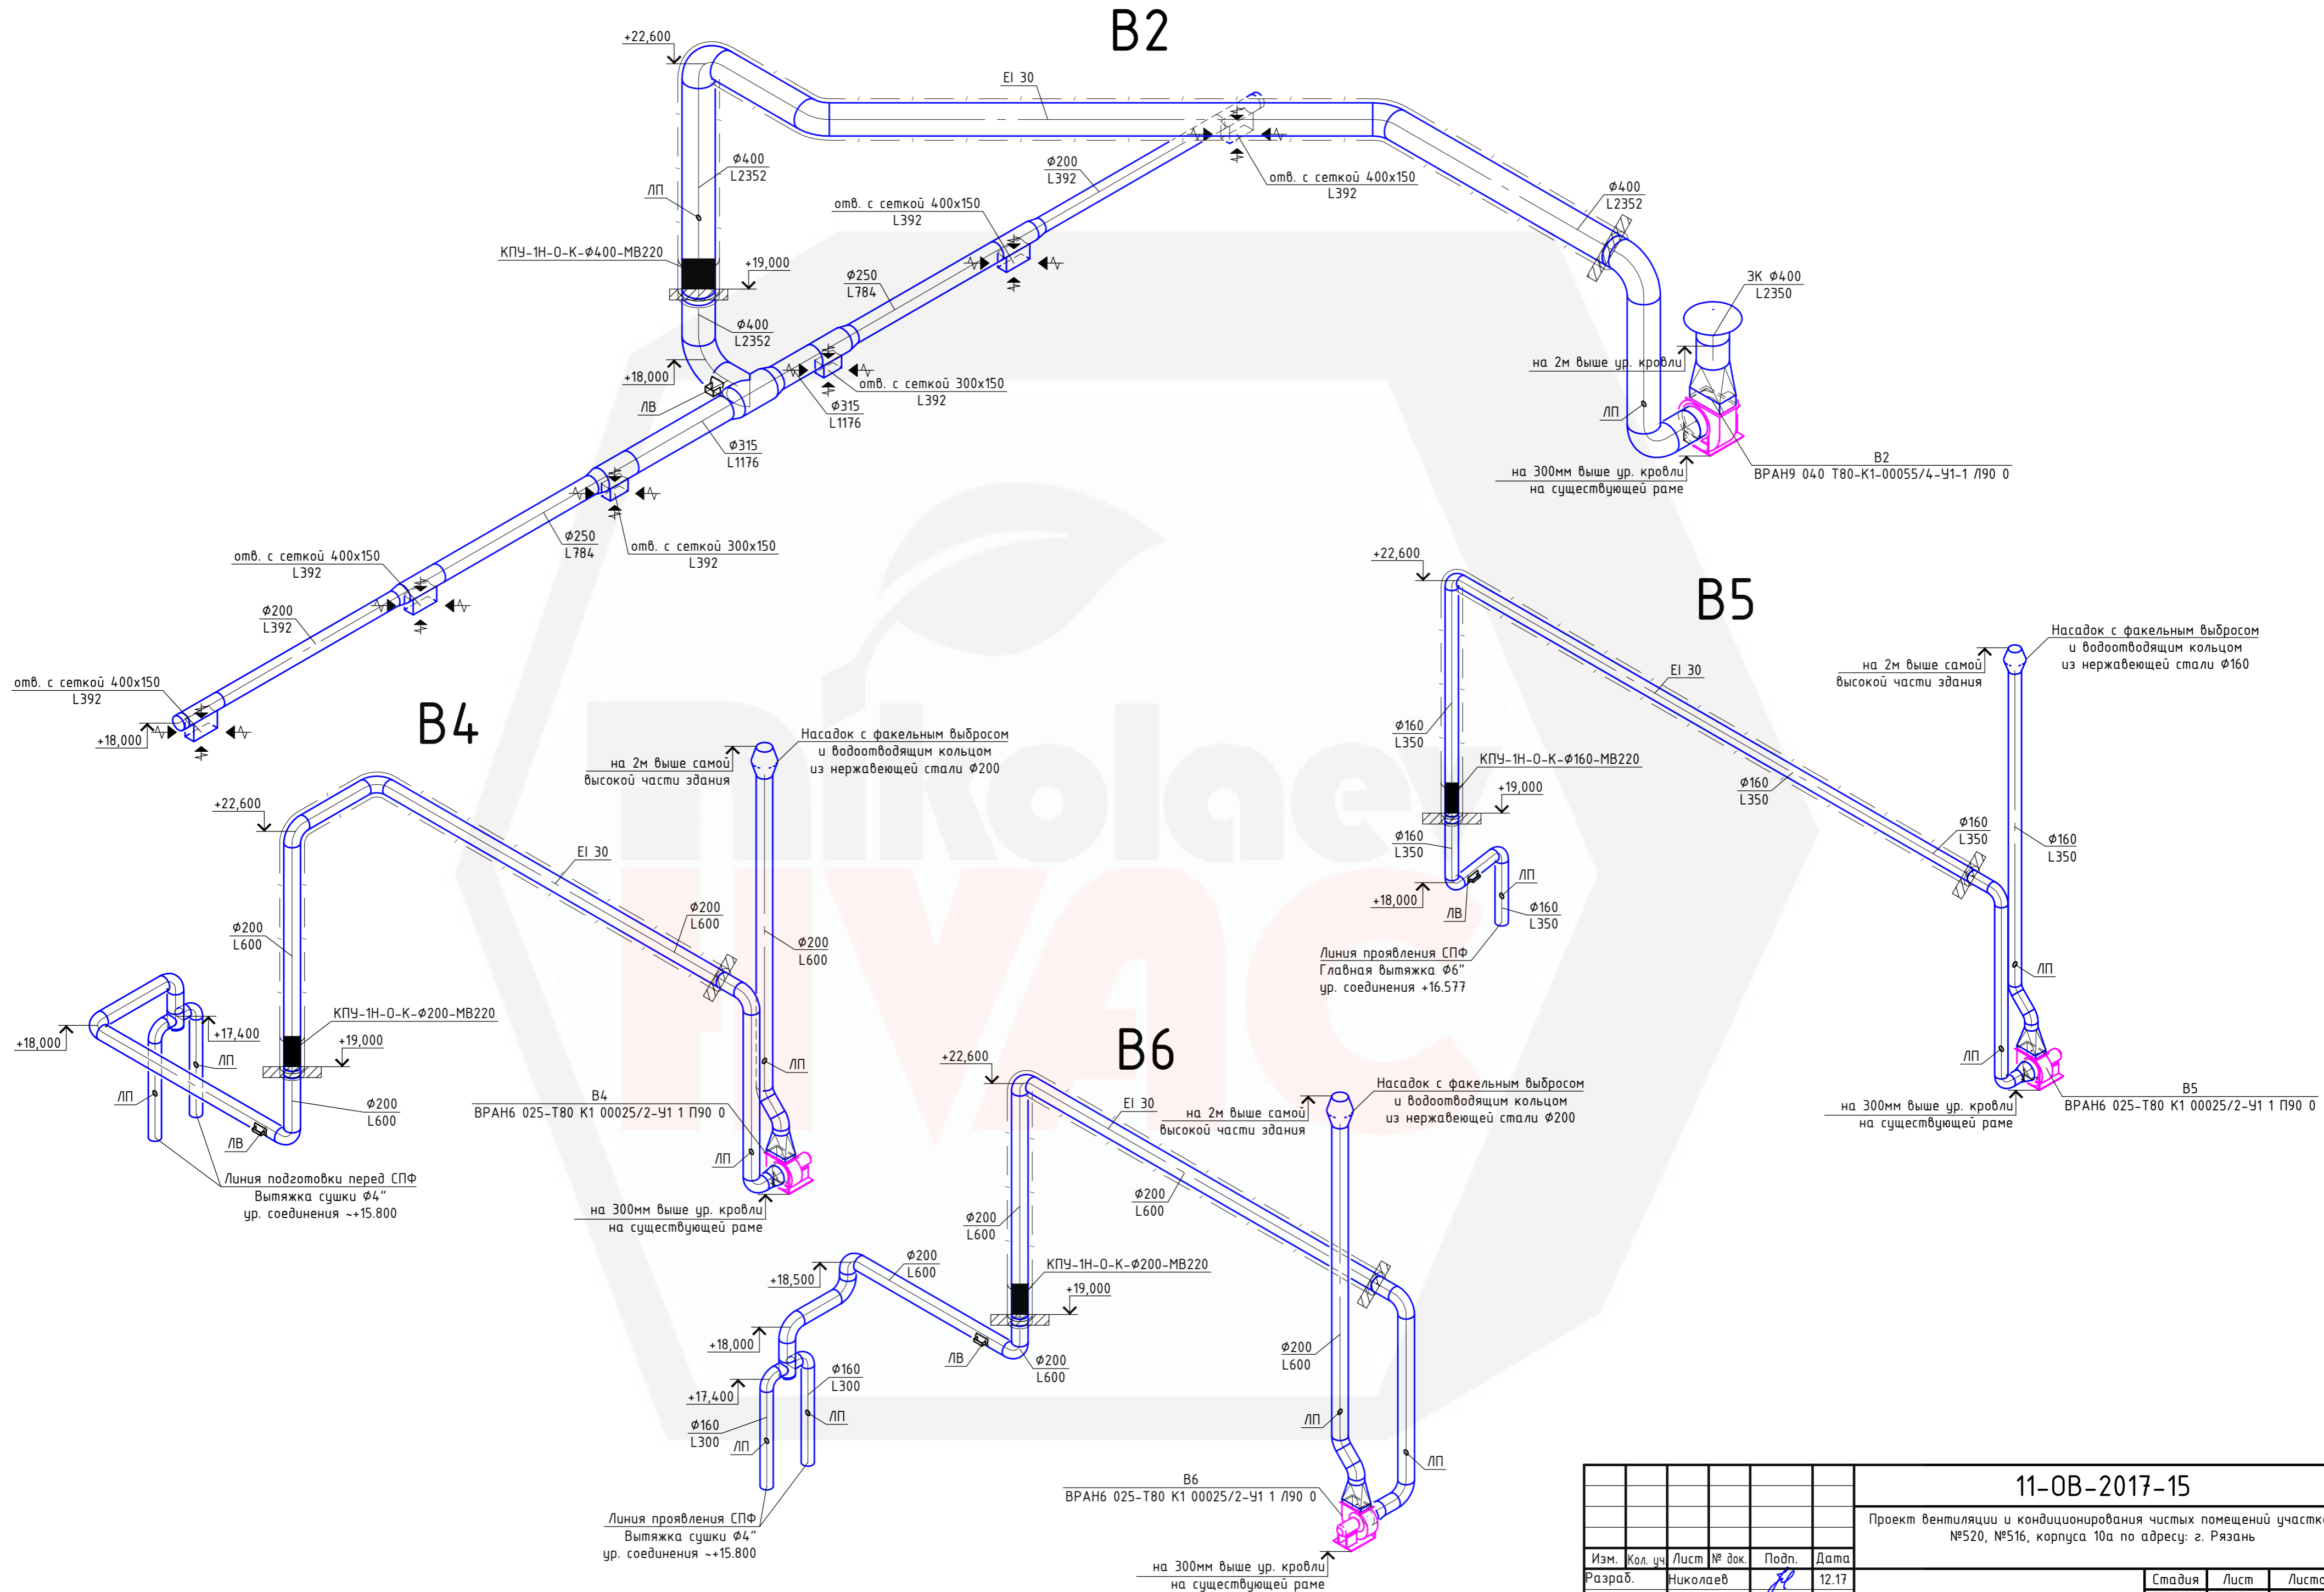 В2
+22,600
EI 30
Ф400
L2352
ЛП
КПУ-1Н-О-К-Ф400-МВ220
+19,000
Ф400
L2352
+18,000
ЛВ
Ф200
L392
отв. с сеткой 400х150
L392
отв. с сеткой 400х150
L392
Ф250
L784
отв. с сеткой 300х150
L392
Ф315
L1176
Ф315
L1176
Ф250
L784
отв. с сеткой 300х150
L392
отв. с сеткой 400х150
L392
Ф200
L392
отв. с сеткой 400х150
L392
+18,000
Ф400
L2352
ЗК Ф400
L2350
на 2м выше ур. кровли
ЛП
на 300мм выше ур. кровли
на существующей раме
В2
ВРАН9 040 Т80-К1-00055/4-У1-1 Л90 0
В4
+22,600
EI 30
Ф200
L600
Ф200
L600
КПУ-1Н-О-К-Ф200-МВ220
+19,000
Ф200
L600
+18,000
+17,400
ЛП
ЛП
ЛВ
Линия подготовки перед СПФ
Вытяжка сушки Ф4"
ур. соединения ~+15.800
на 2м выше самой
высокой части здания
Насадок с факельным выбросом
и водоотводящим кольцом
из нержавеющей стали Ф200
Ф200
L600
ЛП
В4
ВРАН6 025-Т80 К1 00025/2-У1 1 П90 0
ЛП
на 300мм выше ур. кровли
на существующей раме
В5
+22,600
EI 30
Ф160
L350
КПУ-1Н-О-К-Ф160-МВ220
+19,000
Ф160
L350
+18,000
ЛВ
ЛП
Ф160
L350
Линия проявления СПФ
Главная вытяжка Ф6"
ур. соединения +16.577
Ф160
L350
Ф160
L350
на 2м выше самой
высокой части здания
Насадок с факельным выбросом
и водоотводящим кольцом
из нержавеющей стали Ф160
Ф160
L350
ЛП
ЛП
В5
ВРАН6 025-Т80 К1 00025/2-У1 1 П90 0
на 300мм выше ур. кровли
на существующей раме
В6
+22,600
EI 30
Ф200
L600
Ф200
L600
КПУ-1Н-О-К-Ф200-МВ220
+19,000
Ф200
L600
+18,500
Ф200
L600
+18,000
ЛВ
+17,400
Ф160
L300
ЛП
Ф160
L300
ЛП
Линия проявления СПФ
Вытяжка сушки Ф4"
ур. соединения ~+15.800
на 2м выше самой
высокой части здания
Насадок с факельным выбросом
и водоотводящим кольцом
из нержавеющей стали Ф200
Ф200
L600
ЛП
ЛП
В6
ВРАН6 025-Т80 К1 00025/2-У1 1 Л90 0
на 300мм выше ур. кровли
на существующей раме
nikolaev
HVAC
11-ОВ-2017-15
Проект вентиляции и кондиционирования чистых помещений участка
№520, №516, корпуса 10а по адресу: г. Рязань
Изм. Кол. уч Лист № док. Подп. Дата
Разраб. Николаев 12.17
Стадия Лист Листо